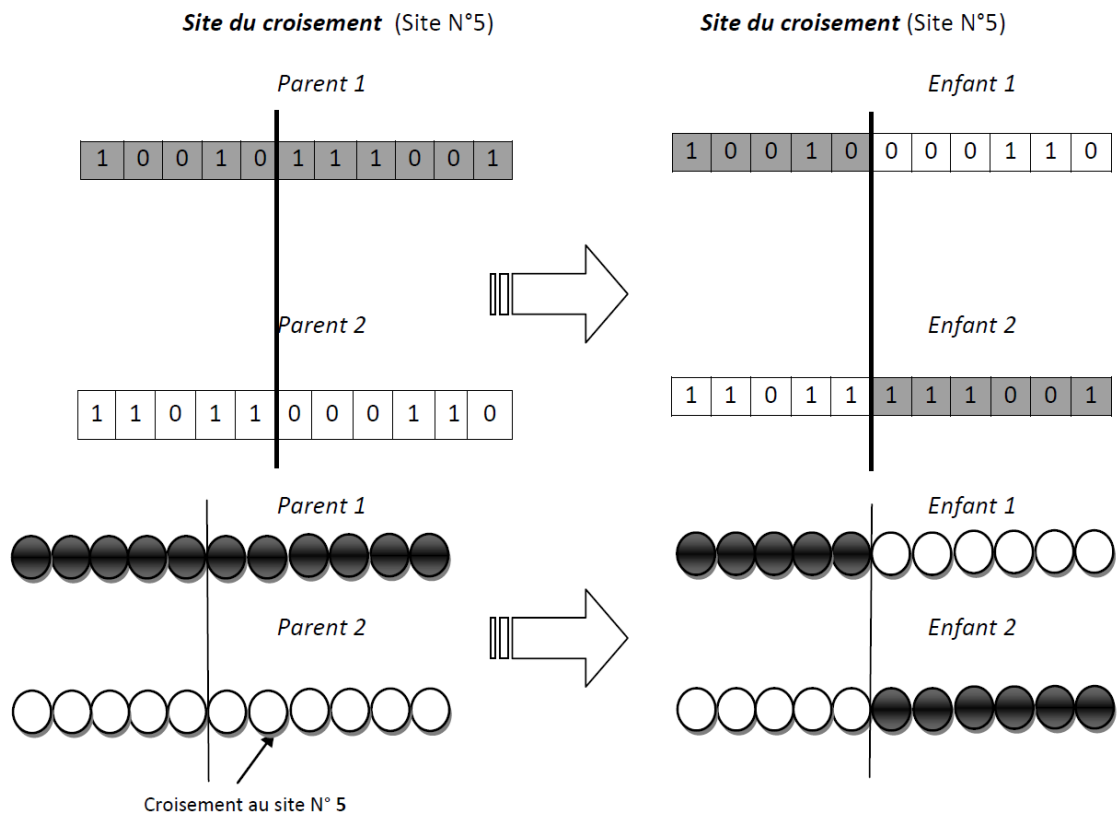 Site du croisement (Site N°5)
Site du croisement (Site N°5)
Parent 1
Enfant 1
1 0 0 1 0 1 1 1 0 0 1
1 0 0 1 0 0 0 0 1 1 0
Parent 2
Enfant 2
1 1 0 1 1 0 0 0 1 1 0
1 1 0 1 1 1 1 1 0 0 1
Parent 1
Enfant 1
Parent 2
Enfant 2
Croisement au site N° 5